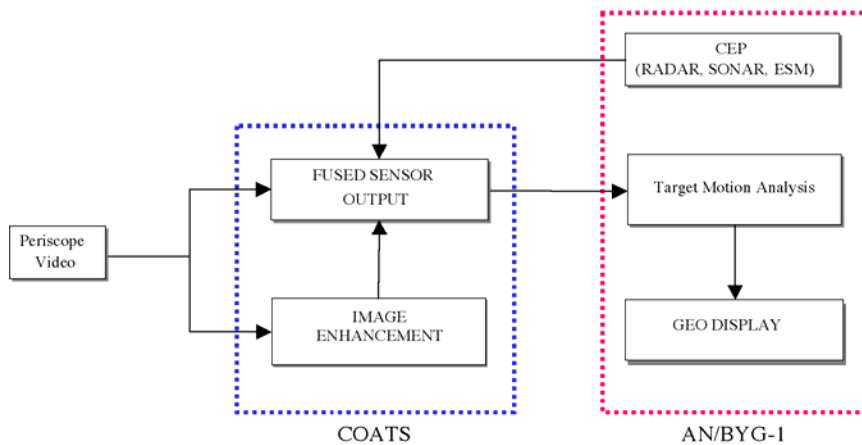 CEP
(RADAR, SONAR, ESM)
FUSED SENSOR
OUTPUT
Target Motion Analysis
Periscope
Video
IMAGE
ENHANCEMENT
GEO DISPLAY
COATS
AN/BYG-1